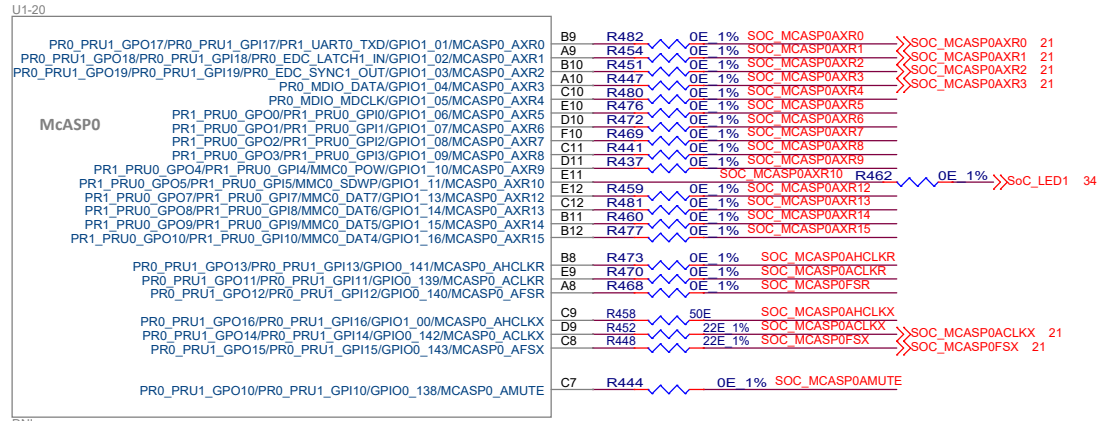 U1-20
PR0_PRU1_GPO17/PR0_PRU1_GPI17/PR1_UART0_TXD/GPIO1_01/MCASP0_AXR0 B9 R482 0E_1% SOC_MCASP0AXR0 SOC_MCASP0AXR0 21
PR0_PRU1_GPO18/PR0_PRU1_GPI18/PR0_EDC_LATCH1_IN/GPIO1_02/MCASP0_AXR1 A9 R454 0E_1% SOC_MCASP0AXR1 SOC_MCASP0AXR1 21
PR0_PRU1_GPO19/PR0_PRU1_GPI19/PR0_EDC_SYNC1_OUT/GPIO1_03/MCASP0_AXR2 B10 R451 0E_1% SOC_MCASP0AXR2 SOC_MCASP0AXR2 21
PR0_MDIO_DATA/GPIO1_04/MCASP0_AXR3 A10 R447 0E_1% SOC_MCASP0AXR3 SOC_MCASP0AXR3 21
PR0_MDIO_MDCLK/GPIO1_05/MCASP0_AXR4 C10 R480 0E_1% SOC_MCASP0AXR4
PR1_PRU0_GPO0/PR1_PRU0_GPI0/GPIO1_06/MCASP0_AXR5 E10 R476 0E_1% SOC_MCASP0AXR5
McASP0
PR1_PRU0_GPO1/PR1_PRU0_GPI1/GPIO1_07/MCASP0_AXR6 D10 R472 0E_1% SOC_MCASP0AXR6
PR1_PRU0_GPO2/PR1_PRU0_GPI2/GPIO1_08/MCASP0_AXR7 F10 R469 0E_1% SOC_MCASP0AXR7
PR1_PRU0_GPO3/PR1_PRU0_GPI3/GPIO1_09/MCASP0_AXR8 C11 R441 0E_1% SOC_MCASP0AXR8
PR1_PRU0_GPO4/PR1_PRU0_GPI4/MMC0_POW/GPIO1_10/MCASP0_AXR9 D11 R437 0E_1% SOC_MCASP0AXR9
PR1_PRU0_GPO5/PR1_PRU0_GPI5/MMC0_SDWP/GPIO1_11/MCASP0_AXR10 E11 SOC_MCASP0AXR10 R462 0E_1% SoC_LED1 34
PR1_PRU0_GPO7/PR1_PRU0_GPI7/MMC0_DAT7/GPIO1_13/MCASP0_AXR12 E12 R459 0E_1% SOC_MCASP0AXR12
PR1_PRU0_GPO8/PR1_PRU0_GPI8/MMC0_DAT6/GPIO1_14/MCASP0_AXR13 C12 R481 0E_1% SOC_MCASP0AXR13
PR1_PRU0_GPO9/PR1_PRU0_GPI9/MMC0_DAT5/GPIO1_15/MCASP0_AXR14 B11 R460 0E_1% SOC_MCASP0AXR14
PR1_PRU0_GPO10/PR1_PRU0_GPI10/MMC0_DAT4/GPIO1_16/MCASP0_AXR15 B12 R477 0E_1% SOC_MCASP0AXR15
PR0_PRU1_GPO13/PR0_PRU1_GPI13/GPIO0_141/MCASP0_AHCLKR B8 R473 0E_1% SOC_MCASP0AHCLKR
PR0_PRU1_GPO11/PR0_PRU1_GPI11/GPIO0_139/MCASP0_ACLKR E9 R470 0E_1% SOC_MCASP0ACLKR
PR0_PRU1_GPO12/PR0_PRU1_GPI12/GPIO0_140/MCASP0_AFSR A8 R468 0E_1% SOC_MCASP0FSR
PR0_PRU1_GPO16/PR0_PRU1_GPI16/GPIO1_00/MCASP0_AHCLKX C9 R458 50E SOC_MCASP0AHCLKX
PR0_PRU1_GPO14/PR0_PRU1_GPI14/GPIO0_142/MCASP0_ACLKX D9 R452 22E_1% SOC_MCASP0ACLKX SOC_MCASP0ACLKX 21
PR0_PRU1_GPO15/PR0_PRU1_GPI15/GPIO0_143/MCASP0_AFSX C8 R448 22E_1% SOC_MCASP0FSX SOC_MCASP0FSX 21
PR0_PRU1_GPO10/PR0_PRU1_GPI10/GPIO0_138/MCASP0_AMUTE C7 R444 0E_1% SOC_MCASP0AMUTE